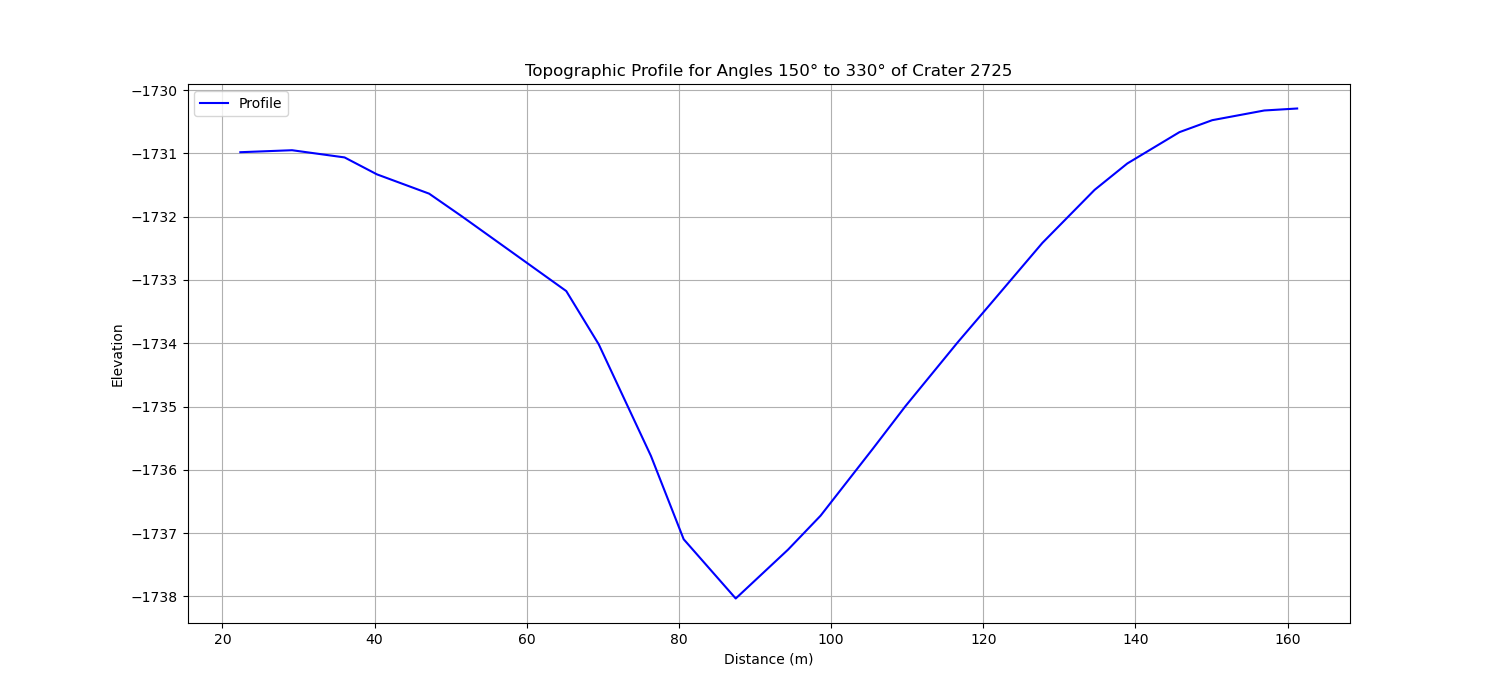 Topographic Profile for Angles 150° to 330° of Crater 2725
Profile
−1730
−1731
−1732
−1733
−1734
−1735
−1736
−1737
−1738
Elevation
20 40 60 80 100 120 140 160
Distance (m)